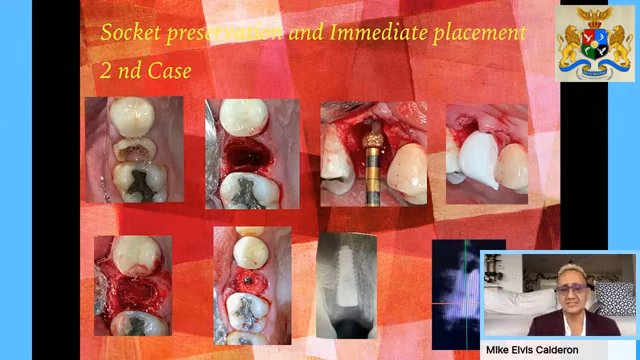 Socket preservation and Immediate placement
2 nd Case
Mike Elvis Calderon